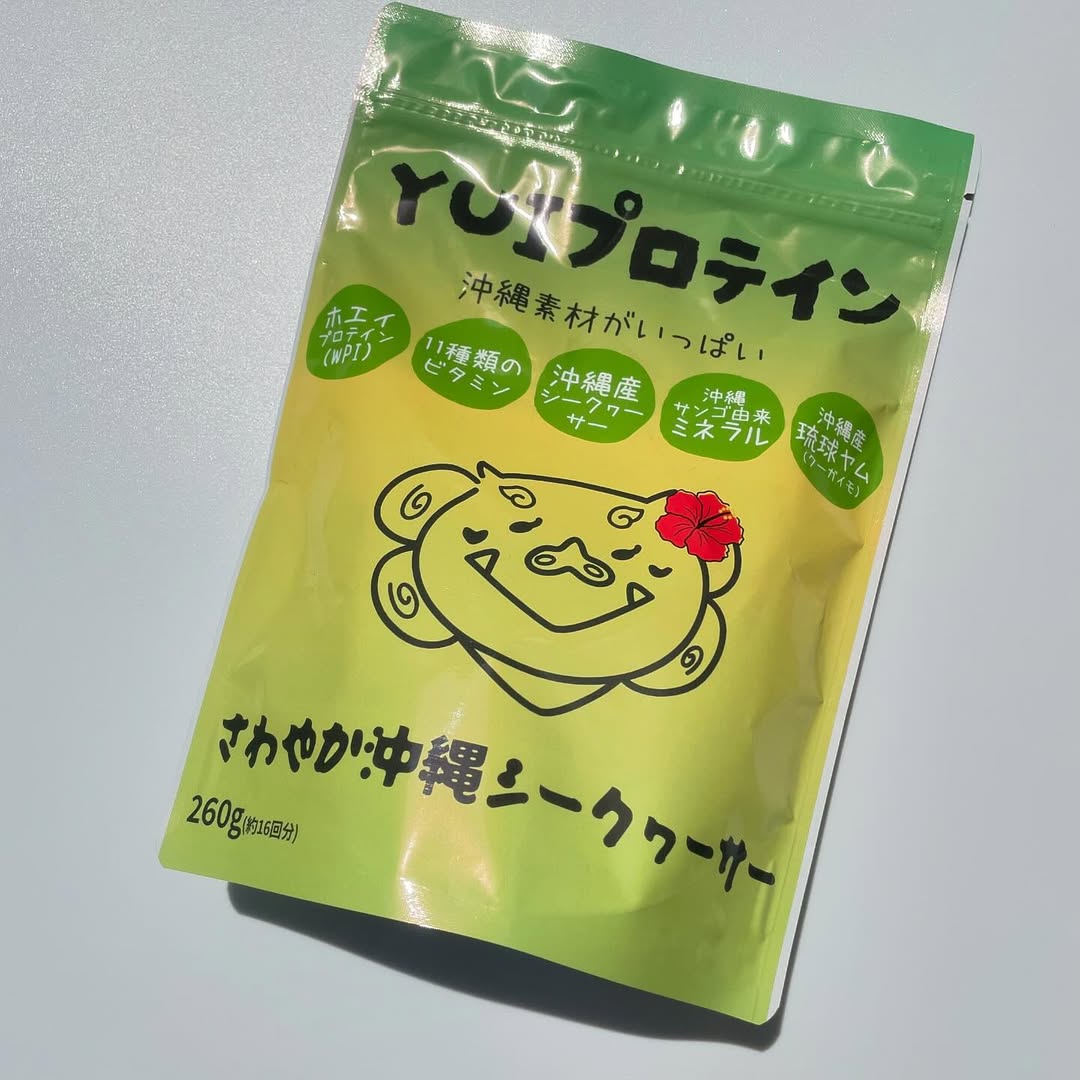 YUIプロテイン
沖縄素材がいっぱい
ホエイ
プロテイン
(WPI)
11種類の
ビタミン
沖縄産
シークヮー
サー
沖縄
サンゴ由来
ミネラル
沖縄産
琉球ヤム
(クーガイモ)
さわやか沖縄シークヮーサー
260g(約16回分)